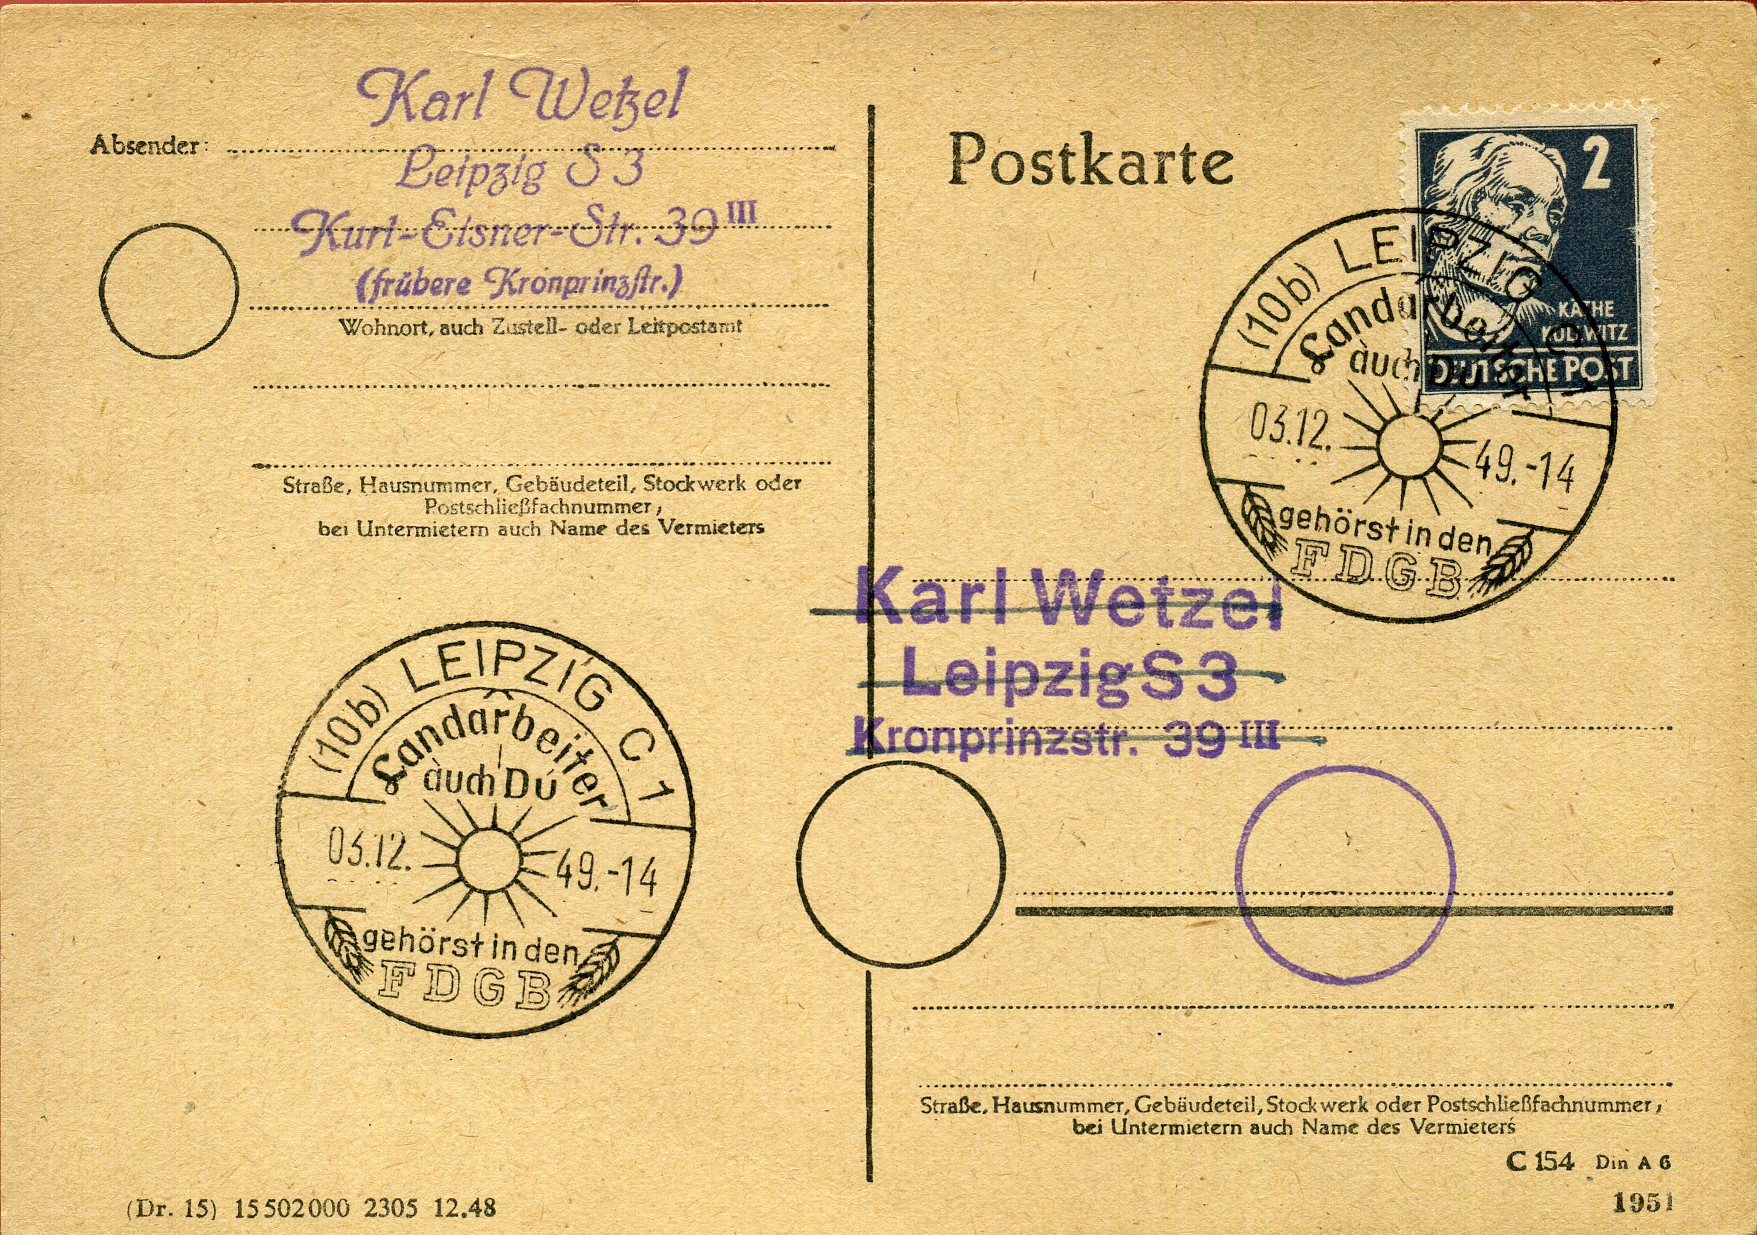 Karl Wetzel
Absender:
Leipzig S 3
Kurt-Eisner-Str. 39 III
(frühere Kronprinzstr.)
Wohnort, auch Zustell- oder Leitpostamt
Straße, Hausnummer, Gebäudeteil, Stockwerk oder
Postschließfachnummer,
bei Untermietern auch Name des Vermieters
(10b) LEIPZIG C 1
Landarbeiter
auch Du
03.12. 49.-14
gehörst in den
FDGB
(Dr. 15) 15502000 2305 12.48
Postkarte
2
KÄTHE
KOLLWITZ
DEUTSCHE POST
(10b) LEIPZIG C 1
Landarbeiter
auch Du
03.12. 49.-14
gehörst in den
FDGB
Karl Wetzel
Leipzig S 3
Kronprinzstr. 39 III
Straße, Hausnummer, Gebäudeteil, Stockwerk oder Postschließfachnummer,
bei Untermietern auch Name des Vermieters
C 154 Din A 6
1951